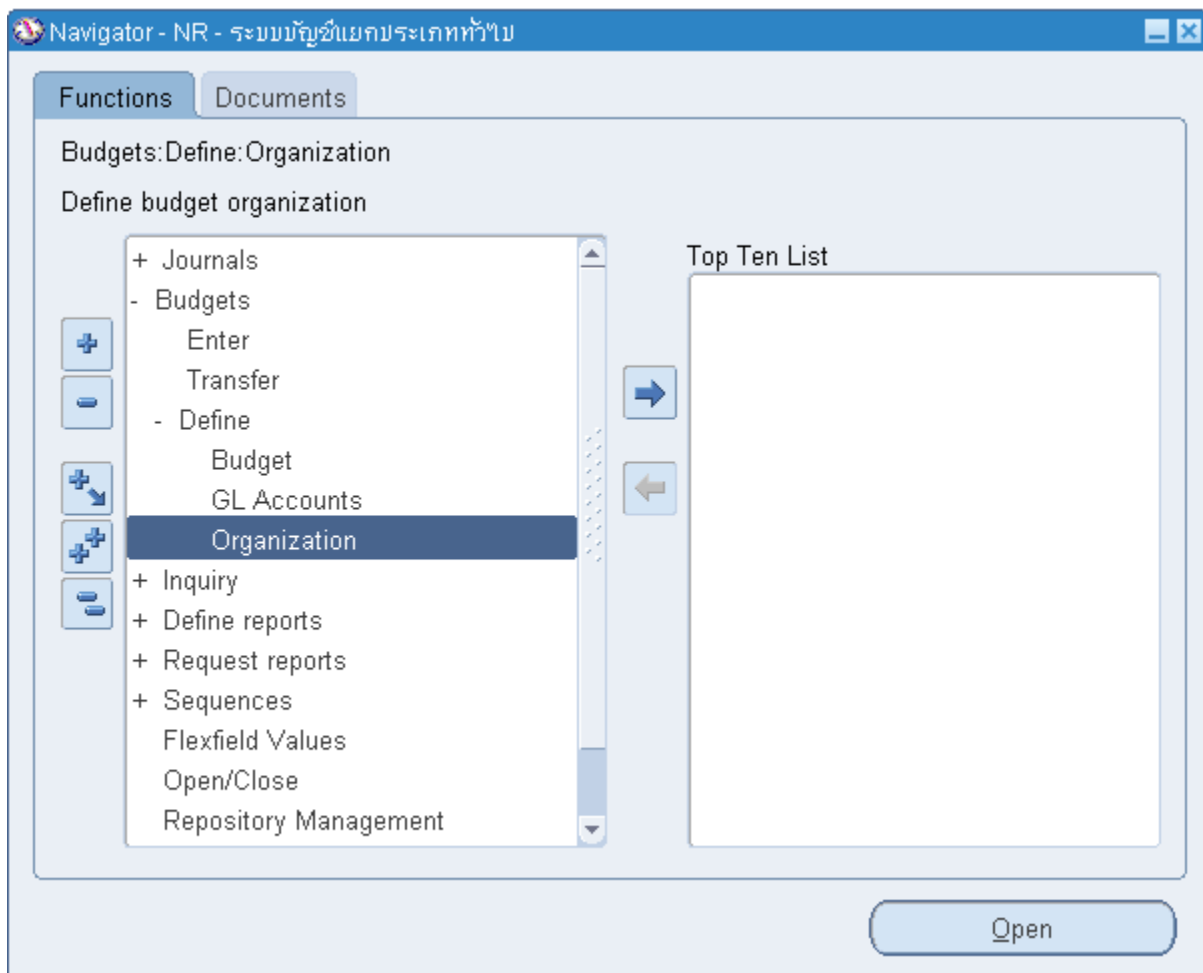 Navigator - NR - ระบบบัญชีแยกประเภททั่วไป
Functions
Documents
Budgets:Define:Organization
Define budget organization
Top Ten List
+ Journals
- Budgets
Enter
Transfer
- Define
Budget
GL Accounts
Organization
+ Inquiry
+ Define reports
+ Request reports
+ Sequences
Flexfield Values
Open/Close
Repository Management
Open